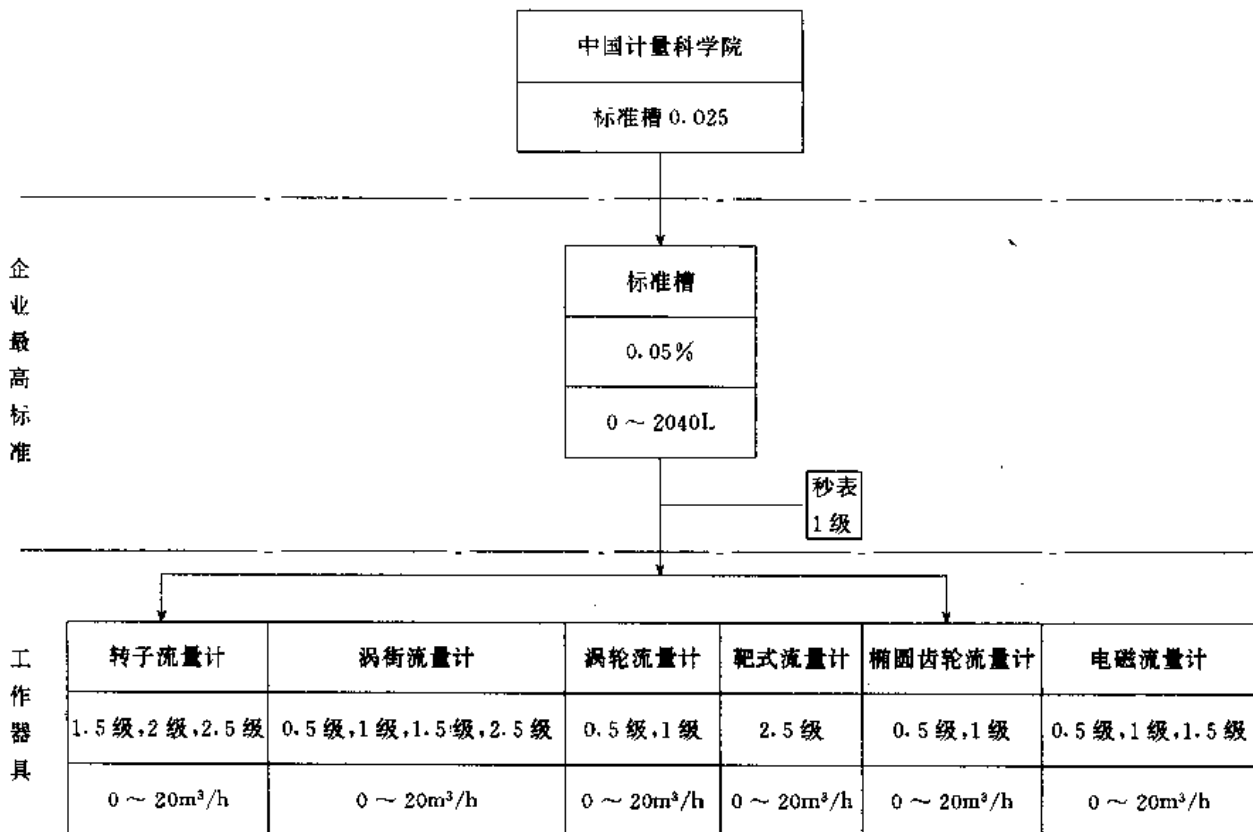 中国计量科学院
标准槽 0.025
企业最高标准
标准槽
0.05%
0～2040L
秒表
1级
工作器具
转子流量计 涡街流量计 涡轮流量计 靶式流量计 椭圆齿轮流量计 电磁流量计
1.5级,2级,2.5级 0.5级,1级,1.5级,2.5级 0.5级,1级 2.5级 0.5级,1级 0.5级,1级,1.5级
0～20m³/h 0～20m³/h 0～20m³/h 0～20m³/h 0～20m³/h 0～20m³/h